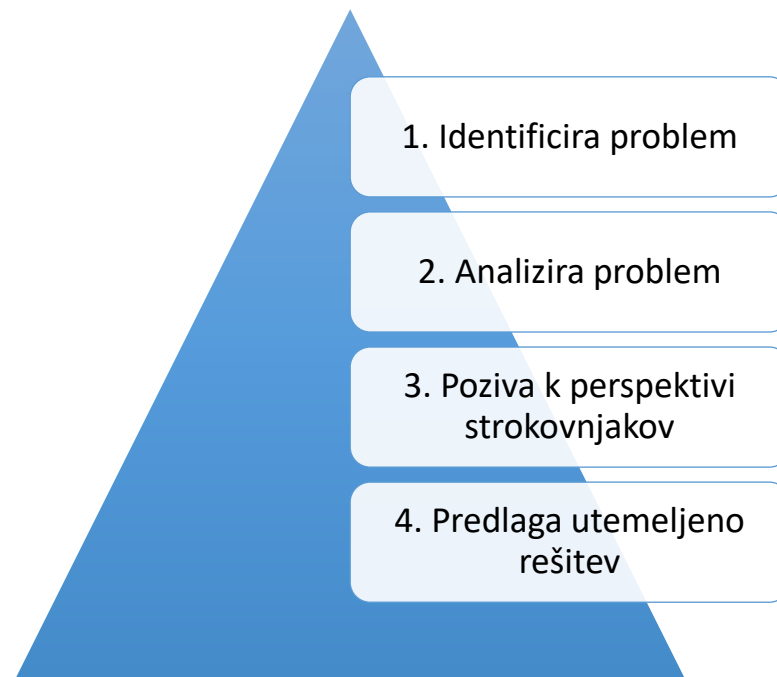 1. Identificira problem
2. Analizira problem
3. Poziva k perspektivi
strokovnjakov
4. Predlaga utemeljeno
rešitev